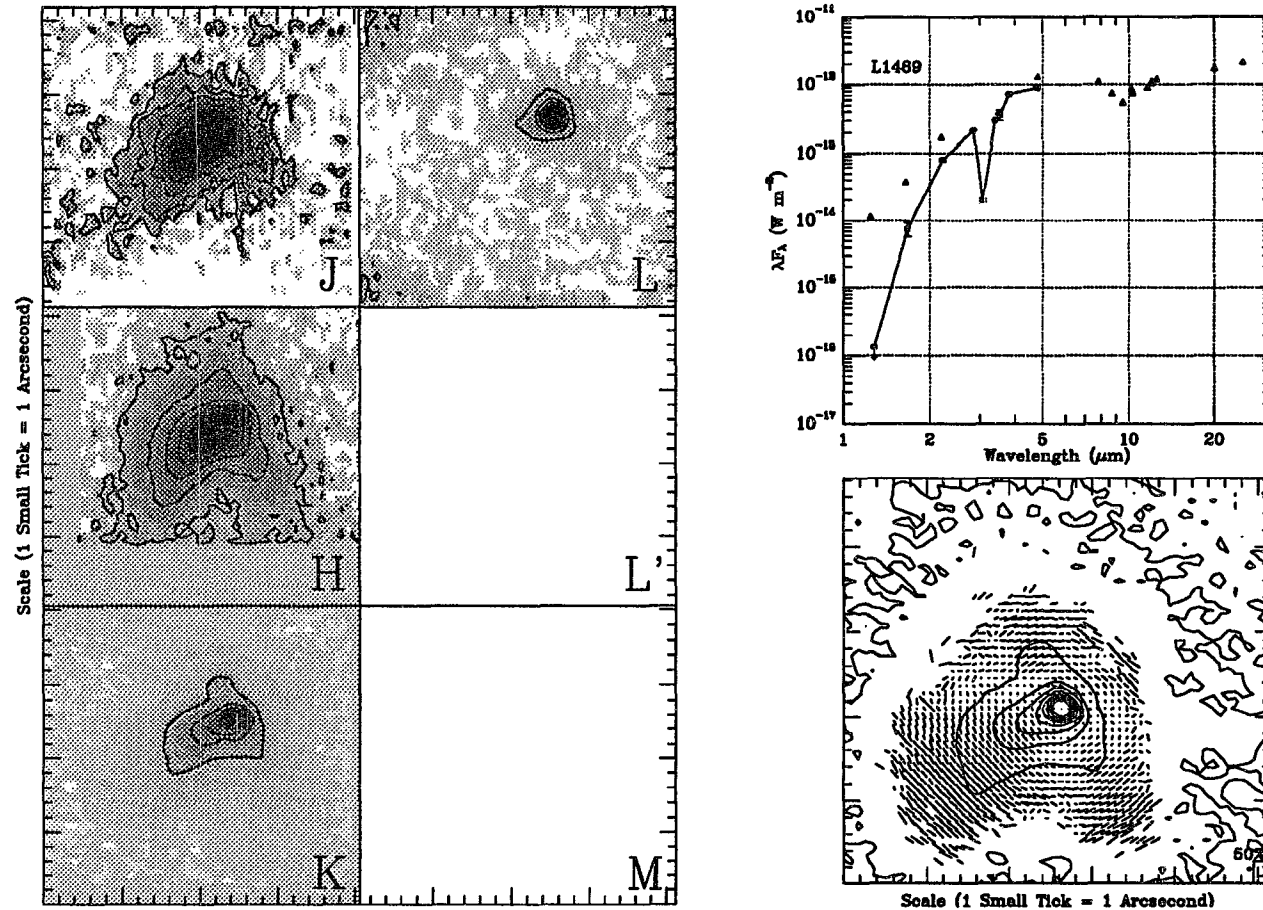 Scale (1 Small Tick = 1 Arcsecond)
J
L
H
L'
K
M
L1489
λF_λ (W m⁻²)
10⁻¹¹
10⁻¹²
10⁻¹³
10⁻¹⁴
10⁻¹⁵
10⁻¹⁶
10⁻¹⁷
1 2 5 10 20
Wavelength (μm)
H
Scale (1 Small Tick = 1 Arcsecond)